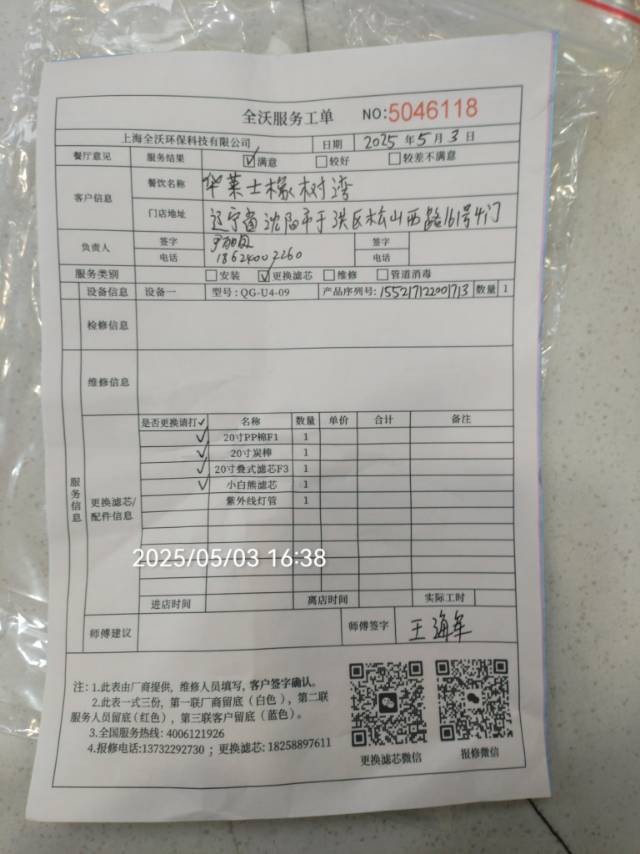 全沃服务工单 NO:5046118
上海全沃环保科技有限公司 日期 2025 年 5 月 3 日
餐厅意见 服务结果 ☑满意 □较好 □较差不满意
客户信息 餐饮名称 华莱士橡树湾
门店地址 辽宁省沈阳市于洪区松山西路161号4门
负责人 签字 签字
电话 18624002260 电话
服务类别 □安装 ☑更换滤芯 □维修 □管道消毒
设备信息 设备一 型号:QG-U4-09 产品序列号: 155217122001713 数量 1
检修信息
维修信息
服务信息
更换滤芯/配件信息
是否更换请打✓ 名称 数量 单价 合计 备注
✓ 20寸PP棉F1 1
✓ 20寸炭棒 1
✓ 20寸叠式滤芯F3 1
✓ 小白熊滤芯 1
紫外线灯管 1
2025/05/03 16:38
进店时间 离店时间 实际工时
师傅建议 师傅签字 王海军
注: 1.此表由厂商提供, 维修人员填写, 客户签字确认。
2.此表一式三份, 第一联厂商留底 (白色), 第二联
服务人员留底(红色), 第三联客户留底 (蓝色)。
3.全国服务热线: 4006121926
4.报修电话:13732292730 ; 更换滤芯: 18258897611
更换滤芯微信 报修微信